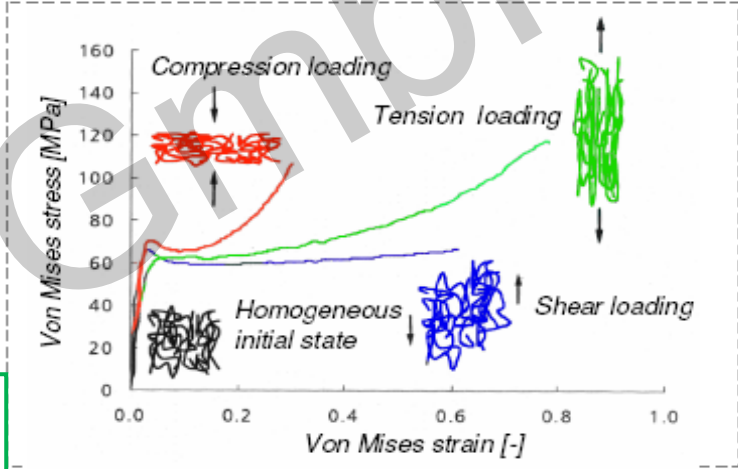 Gmb
160
140
120
100
80
60
40
20
0
Von Mises stress [MPa]
Compression loading
Tension loading
Homogeneous
initial state
Shear loading
0.0
0.2
0.4
0.6
0.8
1.0
Von Mises strain [-]